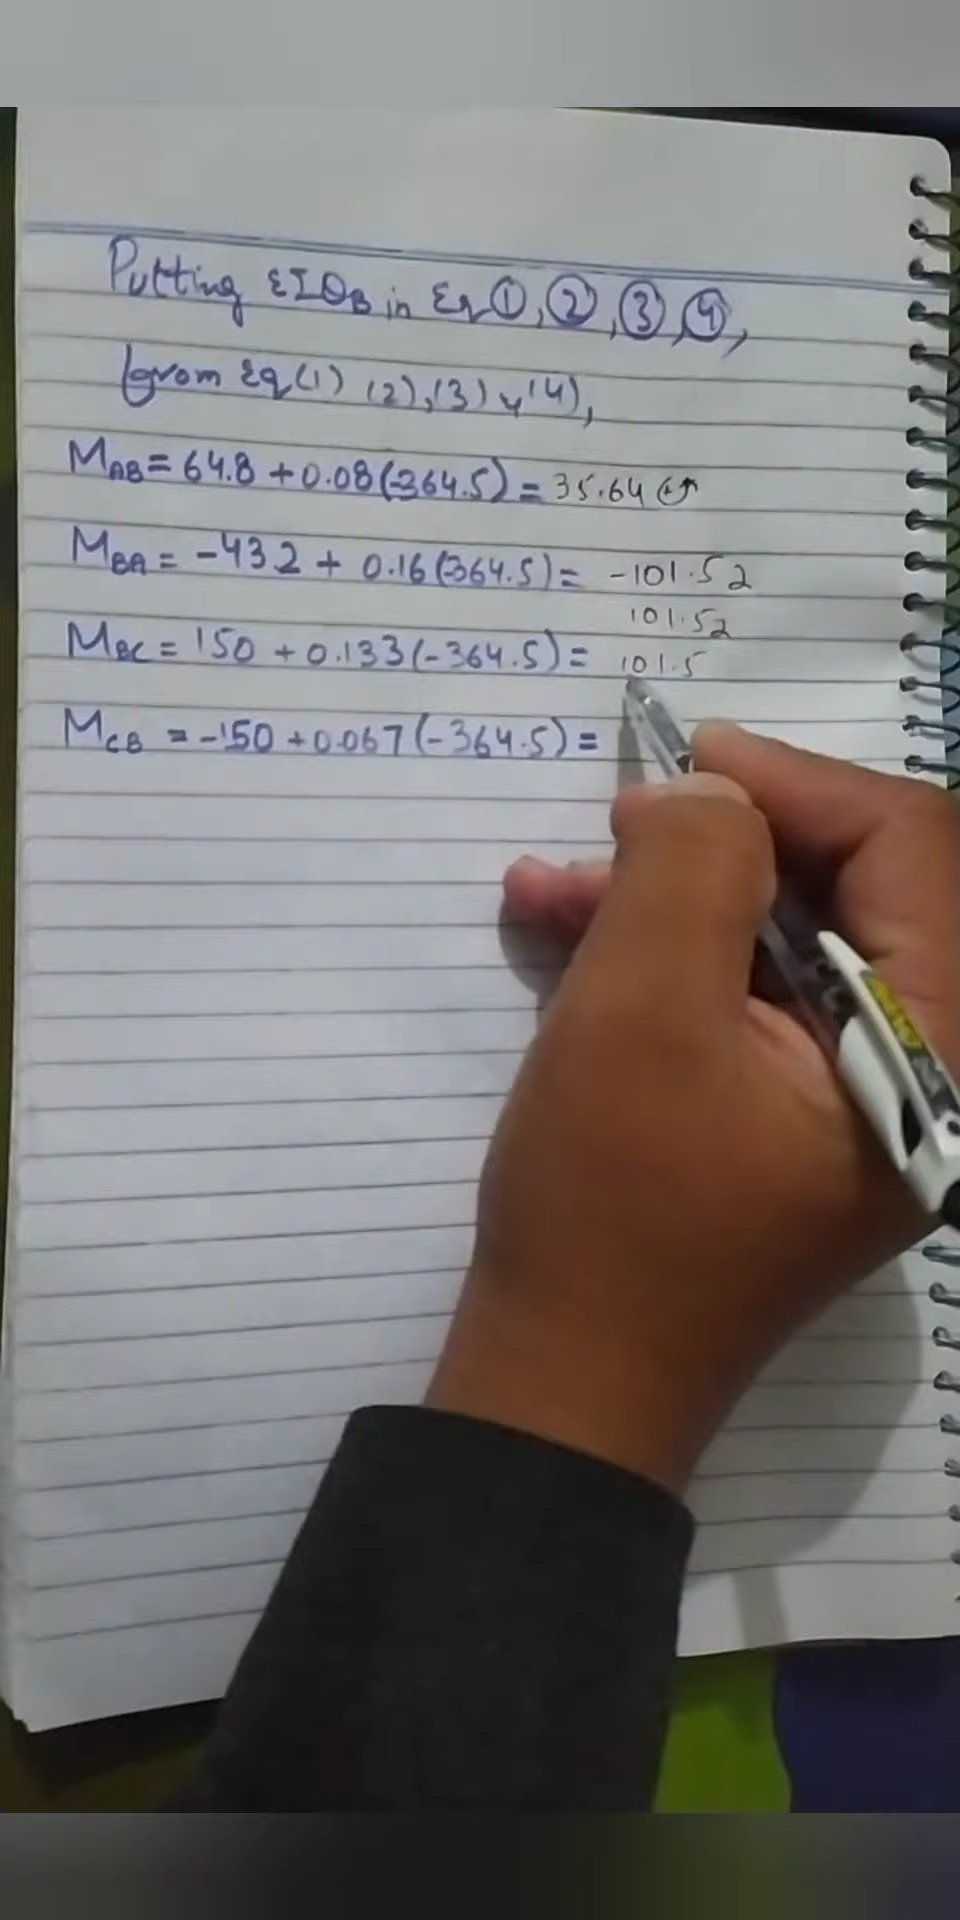 Putting EIθB in Eq ①, ②, ③, ④,
from Eq (1) (2), (3) y (4),
MAB = 64.8 + 0.08(-364.5) = 35.64
MBA = -432 + 0.16(-364.5) = -101.52
101.52
MBC = 150 + 0.133(-364.5) = 101.5
MCB = -150 + 0.067(-364.5) =